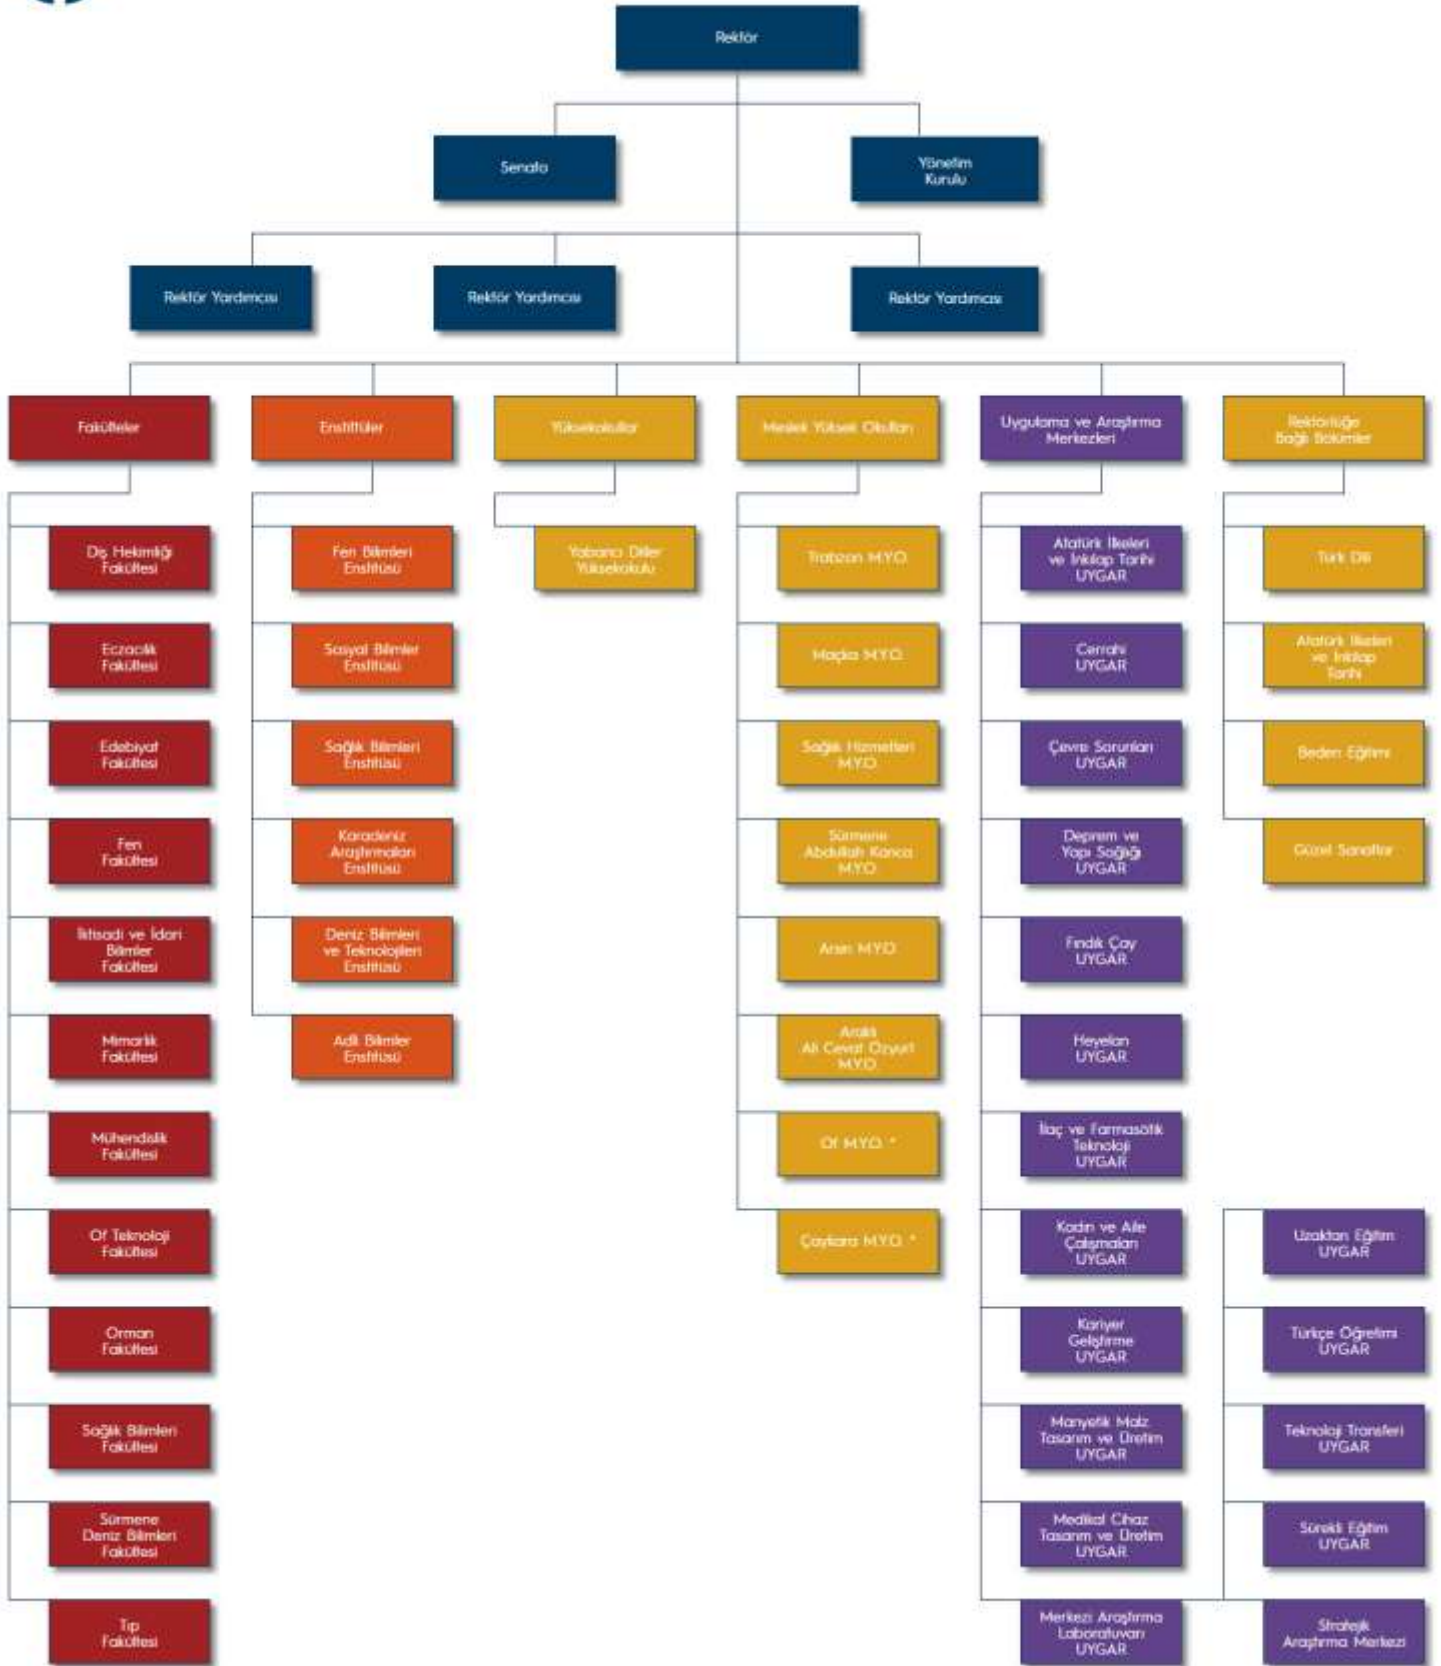 Rektör
Senato
Yönetim
Kurulu
Rektör Yardımcısı
Rektör Yardımcısı
Rektör Yardımcısı
Fakülteler
Enstitüler
Yüksekokullar
Meslek Yüksek Okulları
Uygulama ve Araştırma
Merkezleri
Rektörlüğe
Bağlı Bölümler
Diş Hekimliği
Fakültesi
Eczacılık
Fakültesi
Edebiyat
Fakültesi
Fen
Fakültesi
İktisadi ve İdari
Bilimler
Fakültesi
Mimarlık
Fakültesi
Mühendislik
Fakültesi
Of Teknoloji
Fakültesi
Orman
Fakültesi
Sağlık Bilimleri
Fakültesi
Sürmene
Deniz Bilimleri
Fakültesi
Tıp
Fakültesi
Fen Bilimleri
Enstitüsü
Sosyal Bilimler
Enstitüsü
Sağlık Bilimleri
Enstitüsü
Karadeniz
Araştırmaları
Enstitüsü
Deniz Bilimleri
ve Teknolojileri
Enstitüsü
Adli Bilimler
Enstitüsü
Yabancı Diller
Yüksekokulu
Trabzon M.Y.O.
Maçka M.Y.O.
Sağlık Hizmetleri
M.Y.O.
Sürmene
Abdullah Kanca
M.Y.O.
Arsin M.Y.O.
Araklı
Ali Cevat Özyurt
M.Y.O.
Of M.Y.O. *
Çaykara M.Y.O. *
Atatürk İlkeleri
ve İnkılap Tarihi
UYGAR
Cerrahi
UYGAR
Çevre Sorunları
UYGAR
Deprem ve
Yapı Sağlığı
UYGAR
Fındık Çay
UYGAR
Heyelan
UYGAR
İlaç ve Farmasötik
Teknoloji
UYGAR
Kadın ve Aile
Çalışmaları
UYGAR
Kariyer
Geliştirme
UYGAR
Manyetik Malz.
Tasarım ve Üretim
UYGAR
Medikal Cihaz
Tasarım ve Üretim
UYGAR
Merkezi Araştırma
Laboratuvarı
UYGAR
Türk Dili
Atatürk İlkeleri
ve İnkılap
Tarihi
Beden Eğitimi
Güzel Sanatlar
Uzaktan Eğitim
UYGAR
Türkçe Öğretimi
UYGAR
Teknoloji Transferi
UYGAR
Sürekli Eğitim
UYGAR
Stratejik
Araştırma Merkezi